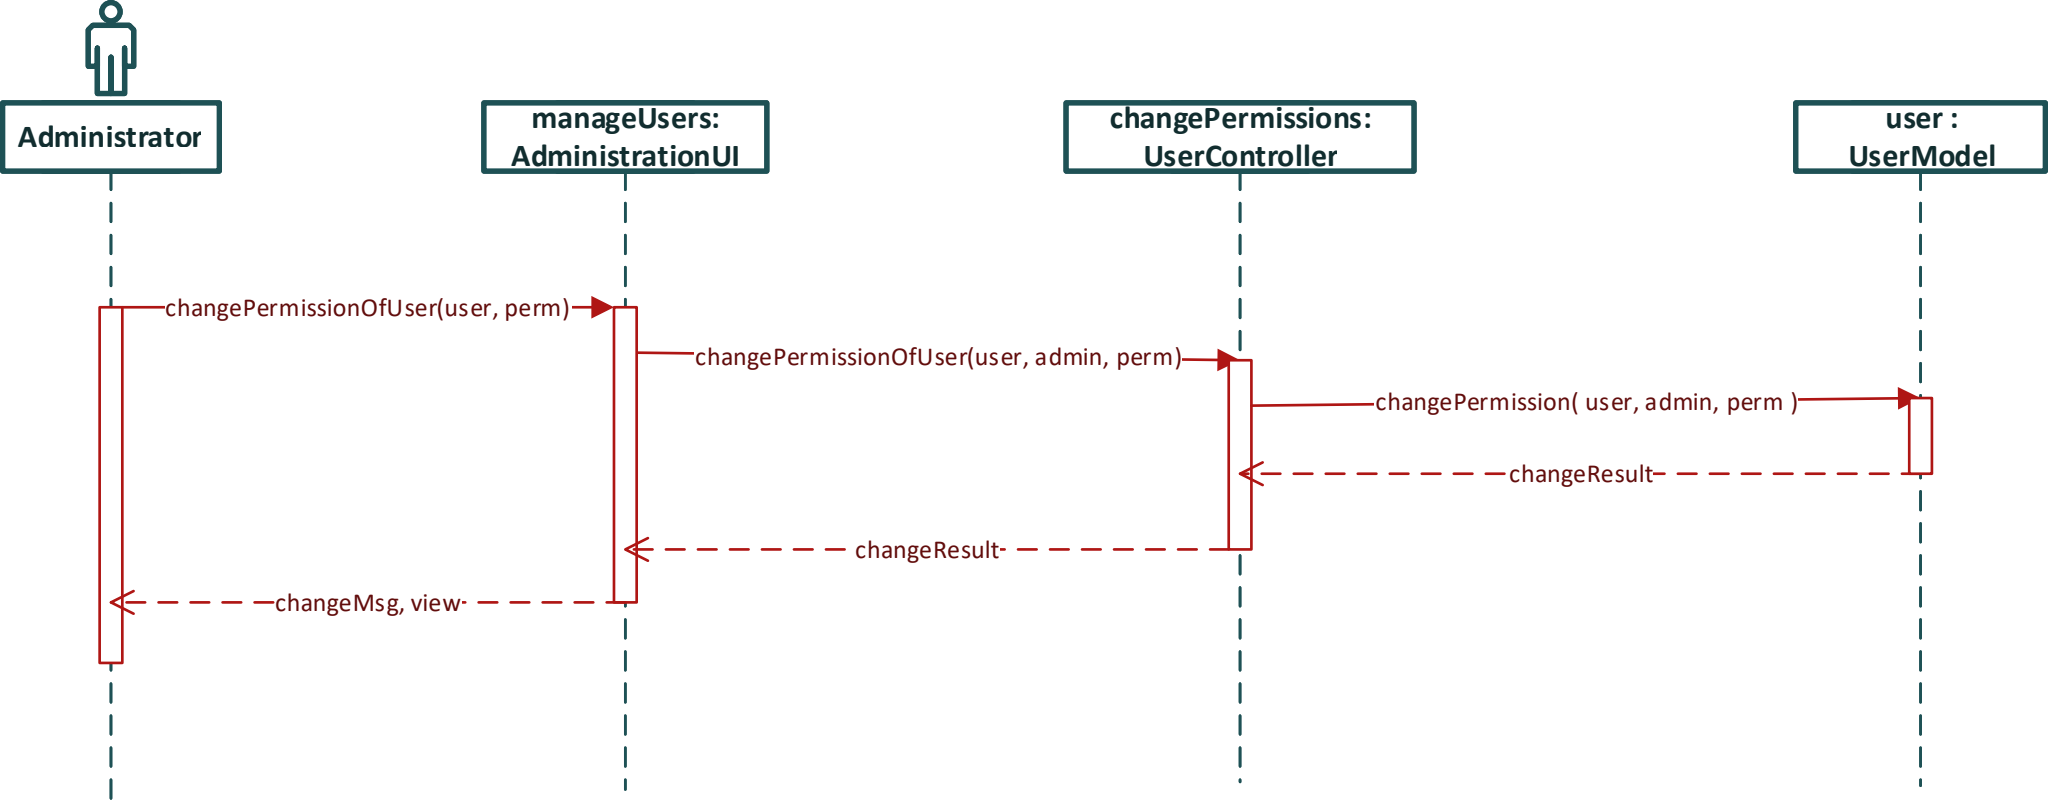 Administrator
manageUsers:
AdministrationUI
changePermissions:
UserController
user :
UserModel
changePermissionOfUser(user, perm)
changePermissionOfUser(user, admin, perm)
changePermission( user, admin, perm )
changeResult
changeResult
changeMsg, view